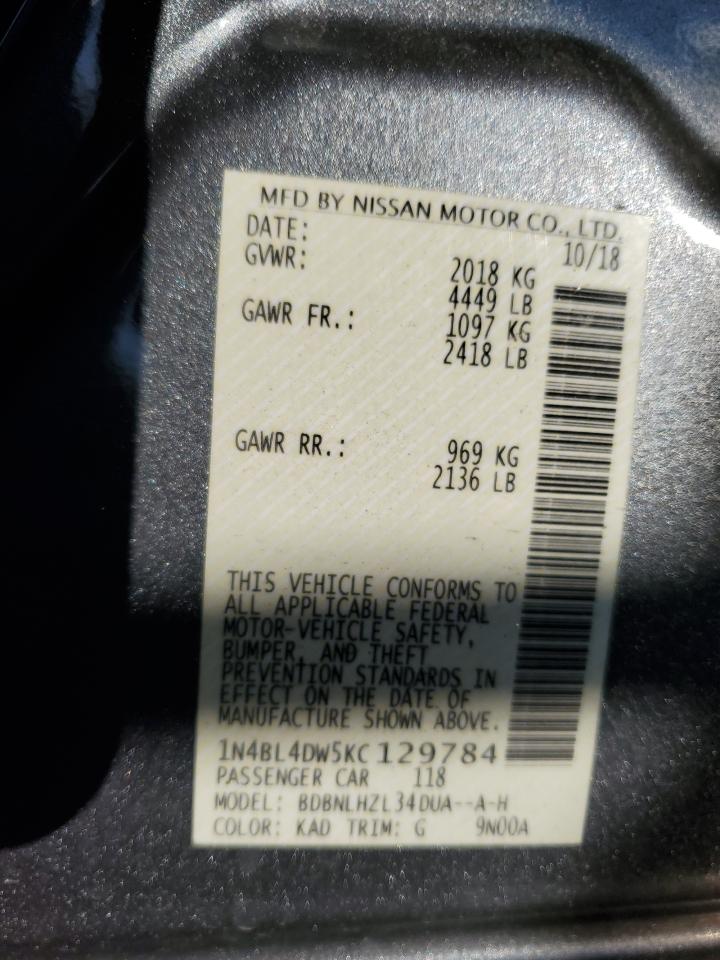 MFD BY NISSAN MOTOR CO., LTD.
DATE: 10/18
GVWR: 2018 KG
4449 LB
GAWR FR.: 1097 KG
2418 LB
GAWR RR.: 969 KG
2136 LB
THIS VEHICLE CONFORMS TO
ALL APPLICABLE FEDERAL
MOTOR-VEHICLE SAFETY,
BUMPER, AND THEFT
PREVENTION STANDARDS IN
EFFECT ON THE DATE OF
MANUFACTURE SHOWN ABOVE.
1N4BL4DW5KC129784
PASSENGER CAR 118
MODEL: BDBNLHZL34DUA--A-H
COLOR: KAD TRIM: G 9N00A